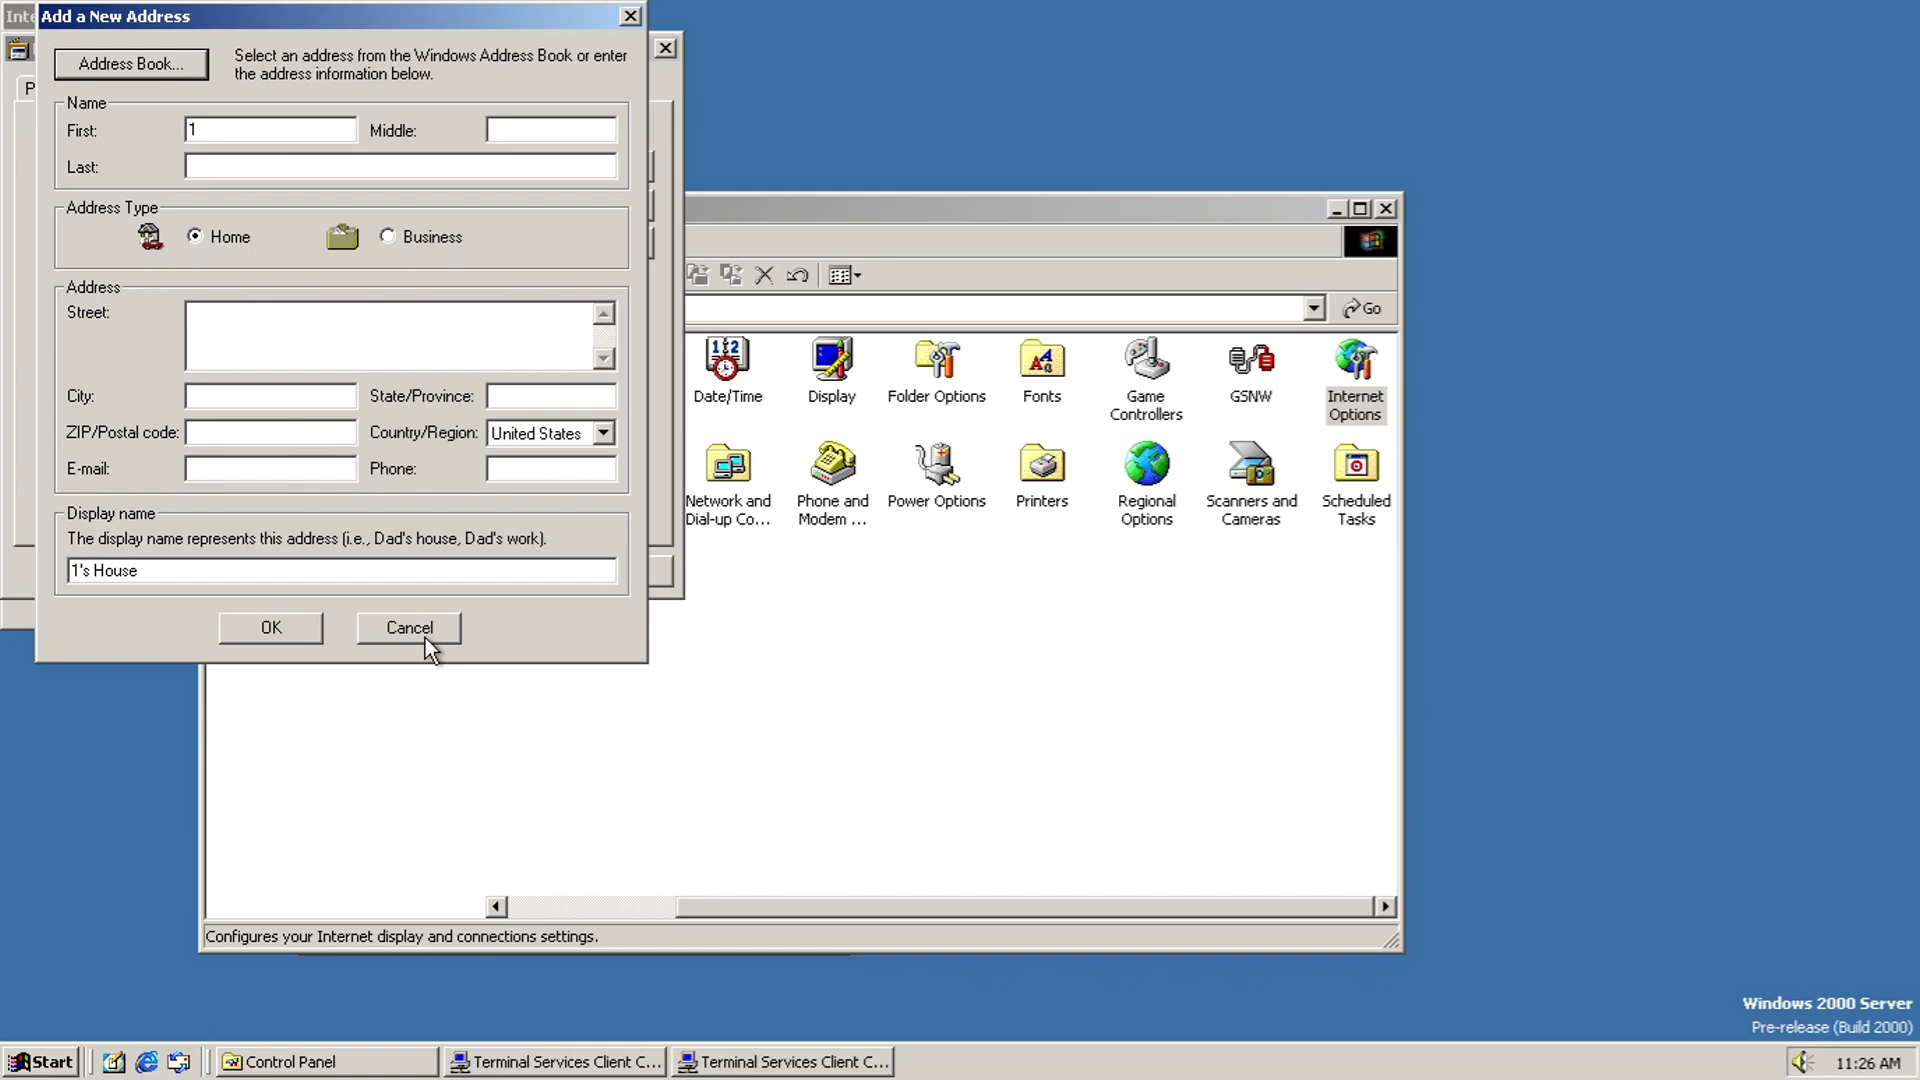 Inte
Add a New Address
Address Book...
Select an address from the Windows Address Book or enter
the address information below.
P
Name
First:
1
Middle:
Last:
Address Type
Home
Business
Address
Street:
City:
State/Province:
ZIP/Postal code:
Country/Region:
United States
E-mail:
Phone:
Display name
The display name represents this address (i.e., Dad's house, Dad's work).
1's House
OK
Cancel
Go
Date/Time
Display
Folder Options
Fonts
Game
Controllers
GSNW
Internet
Options
Network and
Dial-up Co...
Phone and
Modem ...
Power Options
Printers
Regional
Options
Scanners and
Cameras
Scheduled
Tasks
Configures your Internet display and connections settings.
Windows 2000 Server
Pre-release (Build 2000)
Start
Control Panel
Terminal Services Client C...
Terminal Services Client C...
11:26 AM